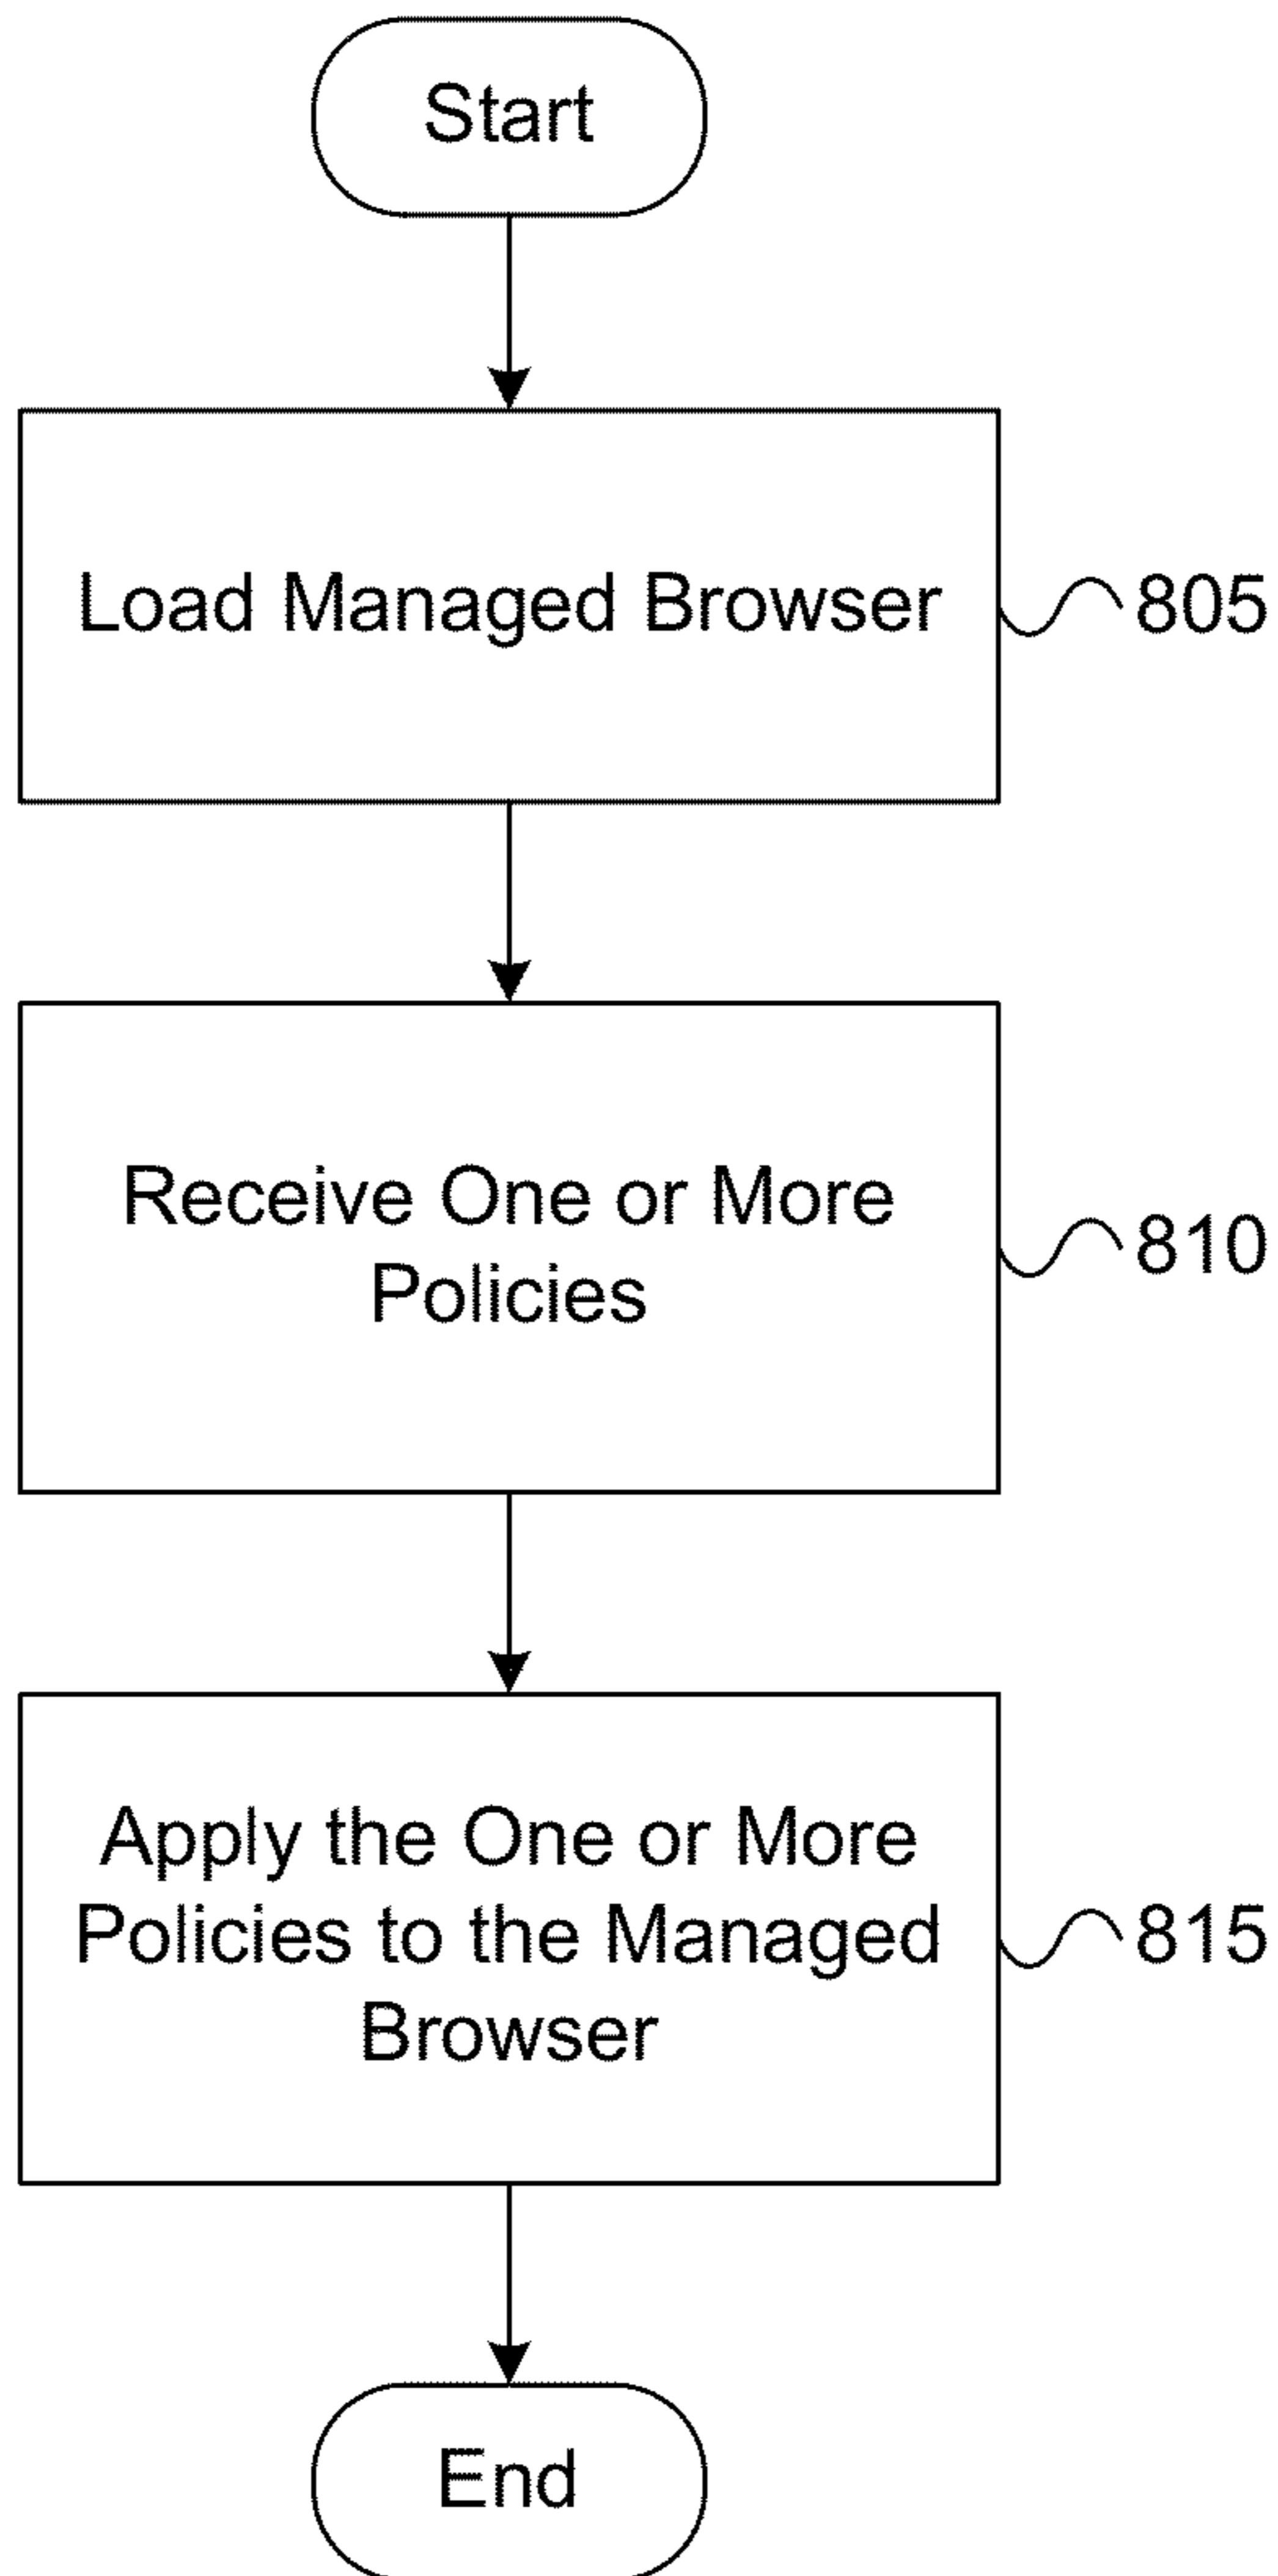 Start
Load Managed Browser
805
Receive One or More
Policies
810
Apply the One or More
Policies to the Managed
Browser
815
End